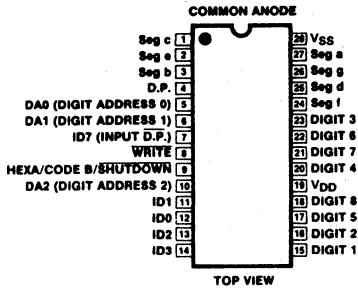 COMMON ANODE
Seg c 1 28 VSS
Seg e 2 27 Seg a
Seg b 3 26 Seg g
D.P. 4 25 Seg d
DA0 (DIGIT ADDRESS 0) 5 24 Seg f
DA1 (DIGIT ADDRESS 1) 6 23 DIGIT 3
ID7 (INPUT D.P.) 7 22 DIGIT 6
WRITE 8 21 DIGIT 7
HEXA/CODE B/SHUTDOWN 9 20 DIGIT 4
DA2 (DIGIT ADDRESS 2) 10 19 VDD
ID1 11 18 DIGIT 8
ID0 12 17 DIGIT 5
ID2 13 16 DIGIT 2
ID3 14 15 DIGIT 1
TOP VIEW